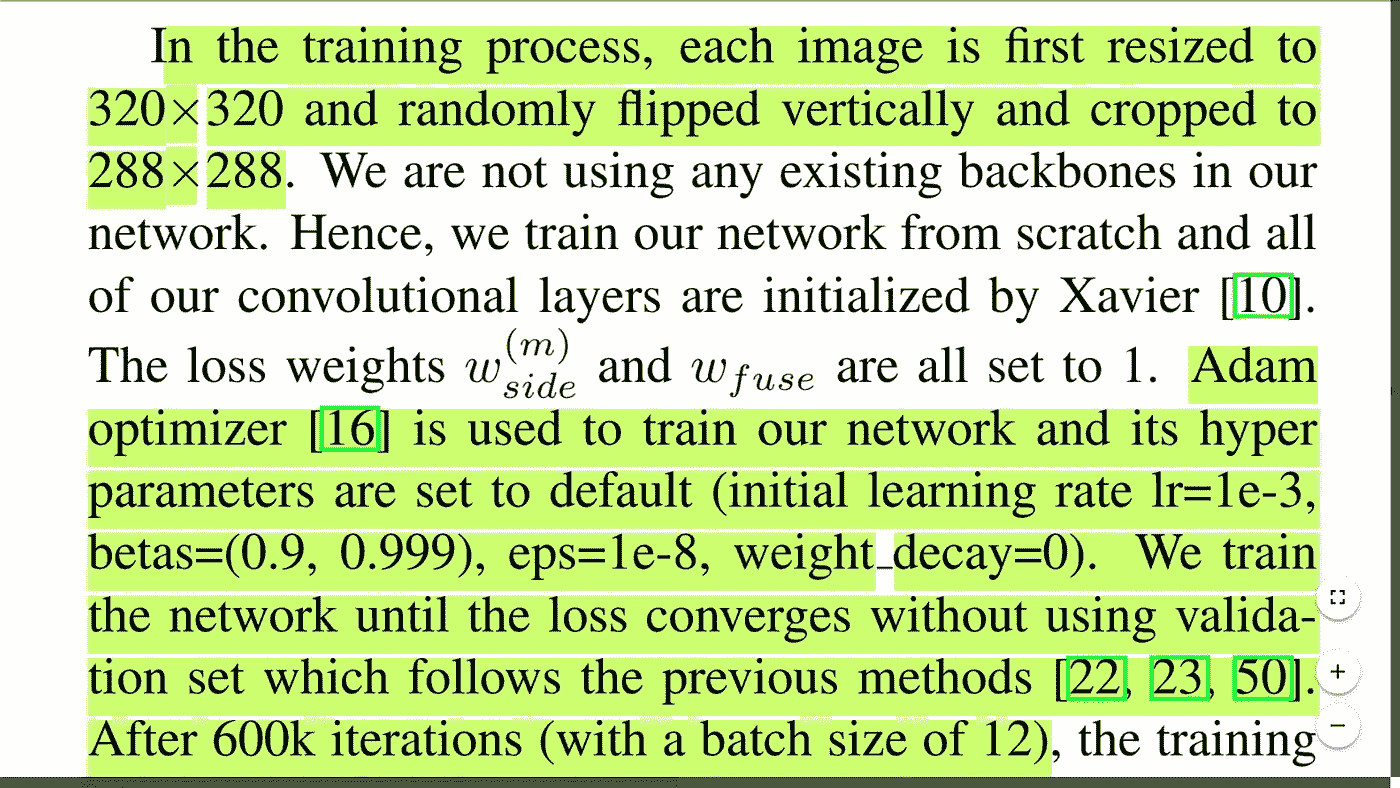 In the training process, each image is first resized to
320×320 and randomly flipped vertically and cropped to
288×288. We are not using any existing backbones in our
network. Hence, we train our network from scratch and all
of our convolutional layers are initialized by Xavier [10].
The loss weights w_{side}^{(m)} and w_{fuse} are all set to 1. Adam
optimizer [16] is used to train our network and its hyper
parameters are set to default (initial learning rate lr=1e-3,
betas=(0.9, 0.999), eps=1e-8, weight_decay=0). We train
the network until the loss converges without using valida-
tion set which follows the previous methods [22, 23, 50].
After 600k iterations (with a batch size of 12), the training